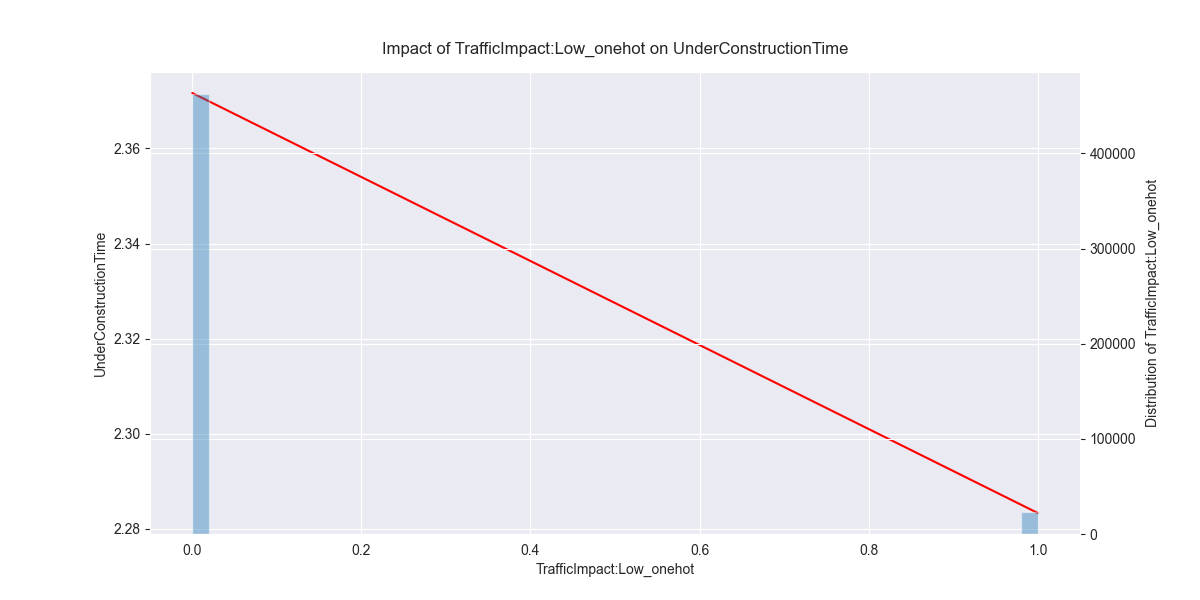 Impact of TrafficImpact:Low_onehot on UnderConstructionTime
UnderConstructionTime
2.36
2.34
2.32
2.30
2.28
400000
300000
200000
100000
0
Distribution of TrafficImpact:Low_onehot
0.0 0.2 0.4 0.6 0.8 1.0
TrafficImpact:Low_onehot